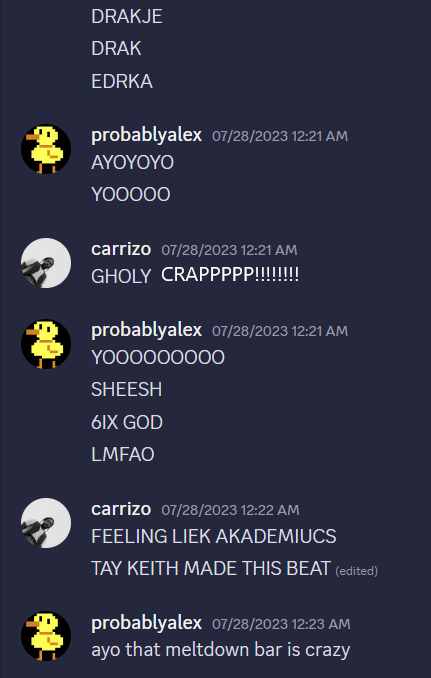 DRAKJE
DRAK
EDRKA
probablyalex 07/28/2023 12:21 AM
AYOYOYO
YOOOOO
carrizo 07/28/2023 12:21 AM
GHOLY CRAPPPPP!!!!!!!!
probablyalex 07/28/2023 12:21 AM
YOOOOOOOOO
SHEESH
6IX GOD
LMFAO
carrizo 07/28/2023 12:22 AM
FEELING LIEK AKADEMIUCS
TAY KEITH MADE THIS BEAT (edited)
probablyalex 07/28/2023 12:23 AM
ayo that meltdown bar is crazy